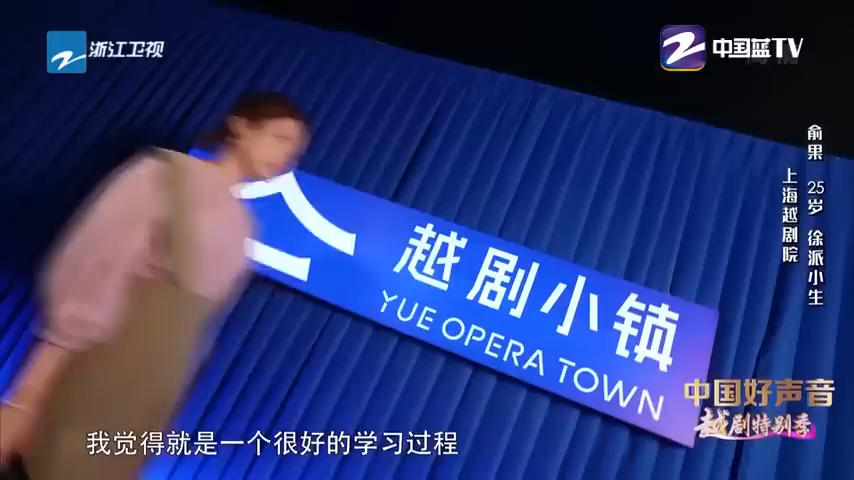 浙江卫视
中国蓝TV
俞果 25岁 徐派小生
上海越剧院
越剧小镇
YUE OPERA TOWN
中国好声音
越剧特别季
我觉得就是一个很好的学习过程